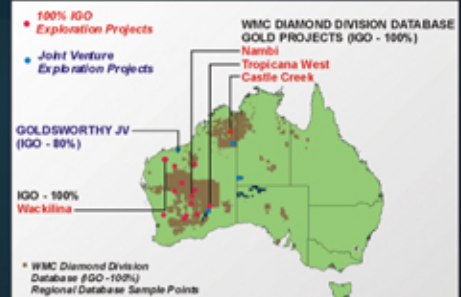 100% IGO
Exploration Projects
Joint Venture
Exploration Projects
WMC DIAMOND DIVISION DATABASE
GOLD PROJECTS (IGO - 100%)
Nambi
Tropicana West
Castle Creek
GOLDSWORTHY JV
(IGO - 80%)
IGO - 100%
Wackilina
WMC Diamond Division
Database (IGO -100%)
Regional Database Sample Points